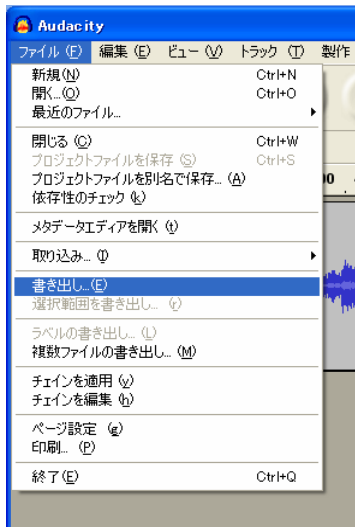 Audacity
ファイル (F) 編集 (E) ビュー (V) トラック (T) 製作
新規(N) Ctrl+N
開く...(O) Ctrl+O
最近のファイル...
閉じる (C) Ctrl+W
プロジェクトファイルを保存 (S) Ctrl+S
プロジェクトファイルを別名で保存... (A)
依存性のチェック (k)
メタデータエディアを開く (t)
取り込み... (I)
書き出し...(E)
選択範囲を書き出し... (r)
ラベルの書き出し... (L)
複数ファイルの書き出し... (M)
チェインを適用 (y)
チェインを編集 (h)
ページ設定 (g)
印刷... (P)
終了(E) Ctrl+Q